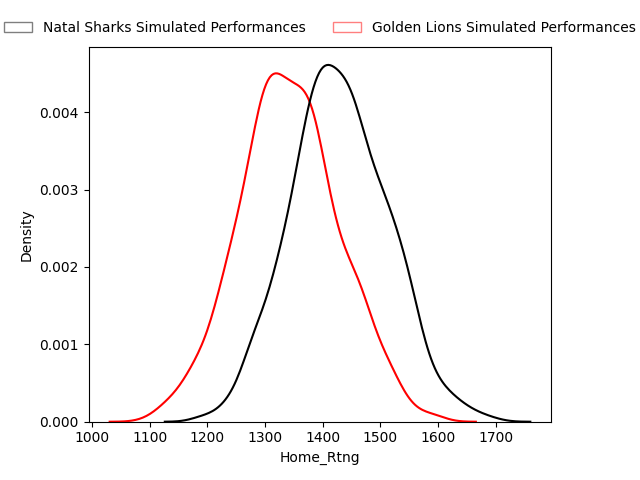 Natal Sharks Simulated Performances Golden Lions Simulated Performances
0.004
0.003
Density
0.002
0.001
0.000
1000 1100 1200 1300 1400 1500 1600 1700
Home_Rtng